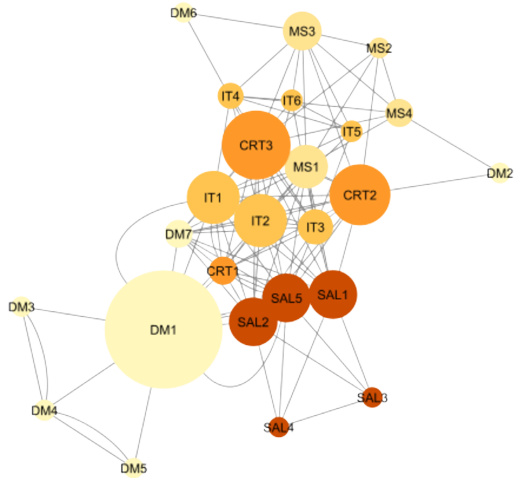 DM6
MS3
MS2
IT4
IT6
MS4
IT5
CRT3
MS1
DM2
IT1
CRT2
IT2
IT3
DM7
CRT1
SAL5
SAL1
SAL2
DM3
DM1
SAL3
DM4
SAL4
DM5